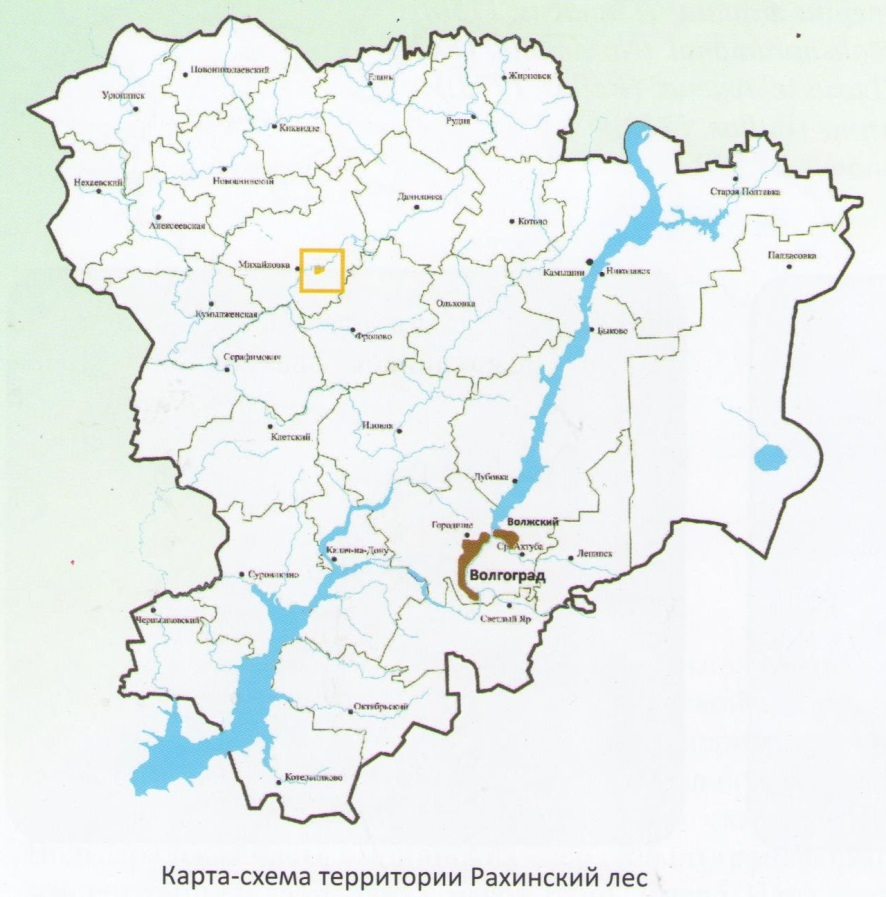 Новониколаевский
Урюпинск
Елань
Жирновск
Киквидзе
Рудня
Нехаевский
Новоаннинский
Старая Полтавка
Алексеевская
Даниловка
Котово
Михайловка
Камышин
Николаевск
Палласовка
Кумылженская
Ольховка
Фролово
Быково
Серафимович
Клетский
Иловля
Дубовка
Городище
Волжский
Калач-на-Дону
Ср. Ахтуба
Ленинск
Суровикино
Волгоград
Чернышковский
Светлый Яр
Октябрьский
Котельниково
Карта-схема территории Рахинский лес